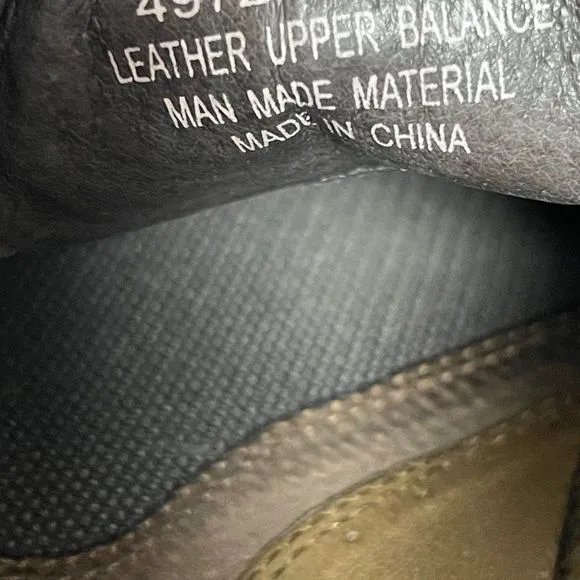 LEATHER UPPER BALANCE
MAN MADE MATERIAL
MADE IN CHINA